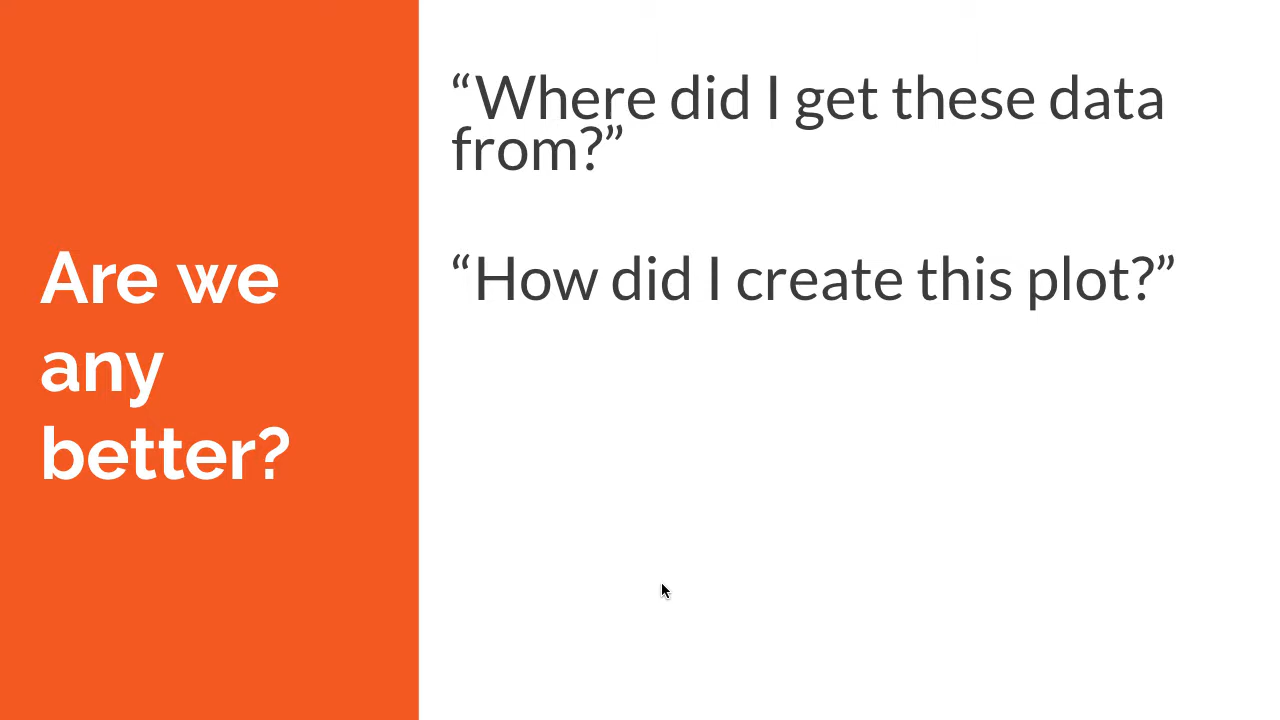 Are we
any
better?
“Where did I get these data
from?”
“How did I create this plot?”